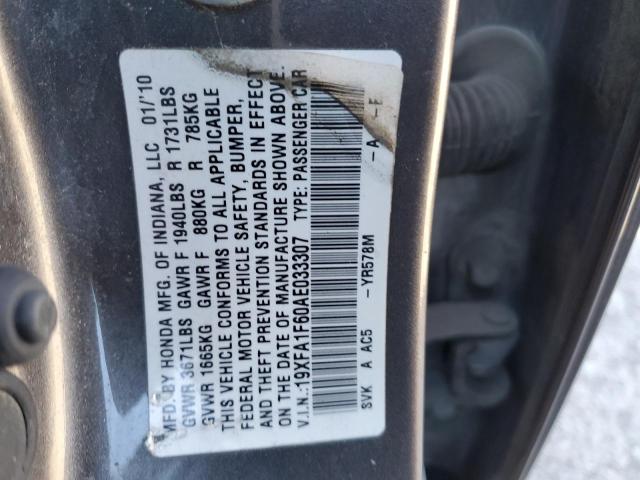 MFD. BY HONDA MFG. OF INDIANA, LLC 01/'10
GVWR 3671LBS GAWR F 1940LBS R 1731LBS
GVWR 1665KG GAWR F 880KG R 785KG
THIS VEHICLE CONFORMS TO ALL APPLICABLE
FEDERAL MOTOR VEHICLE SAFETY, BUMPER,
AND THEFT PREVENTION STANDARDS IN EFFECT
ON THE DATE OF MANUFACTURE SHOWN ABOVE.
V.I.N.:19XFA1F60AE033307 TYPE: PASSENGER CAR
SVK A AC5 -YR578M -A -E